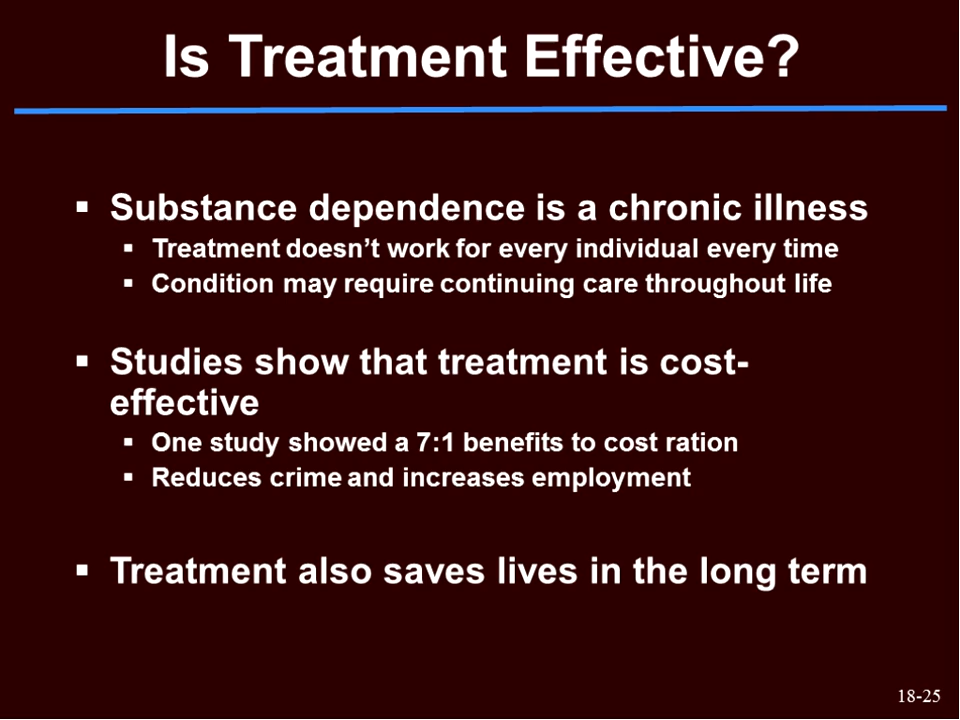 Is Treatment Effective?
▪ Substance dependence is a chronic illness
▪ Treatment doesn’t work for every individual every time
▪ Condition may require continuing care throughout life
▪ Studies show that treatment is cost-
effective
▪ One study showed a 7:1 benefits to cost ration
▪ Reduces crime and increases employment
▪ Treatment also saves lives in the long term
18-25